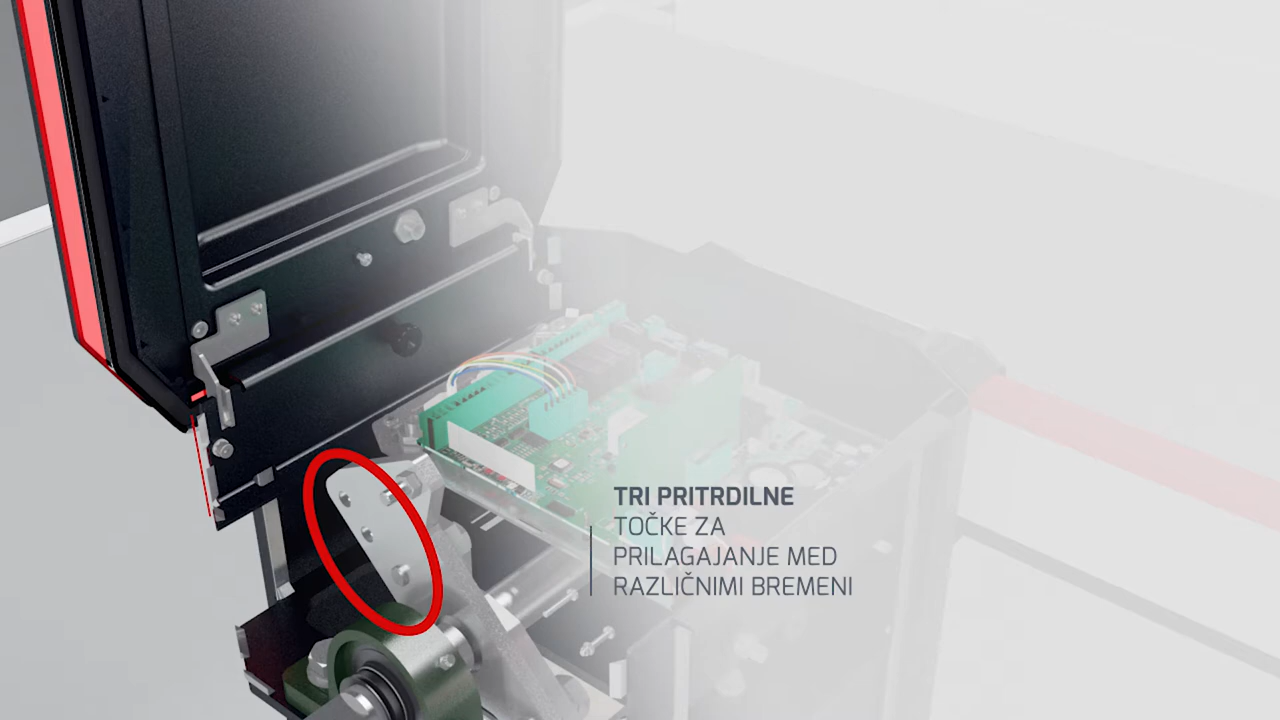 TRI PRITRDILNE
TOČKE ZA
PRILAGAJANJE MED
RAZLIČNIMI BREMENI